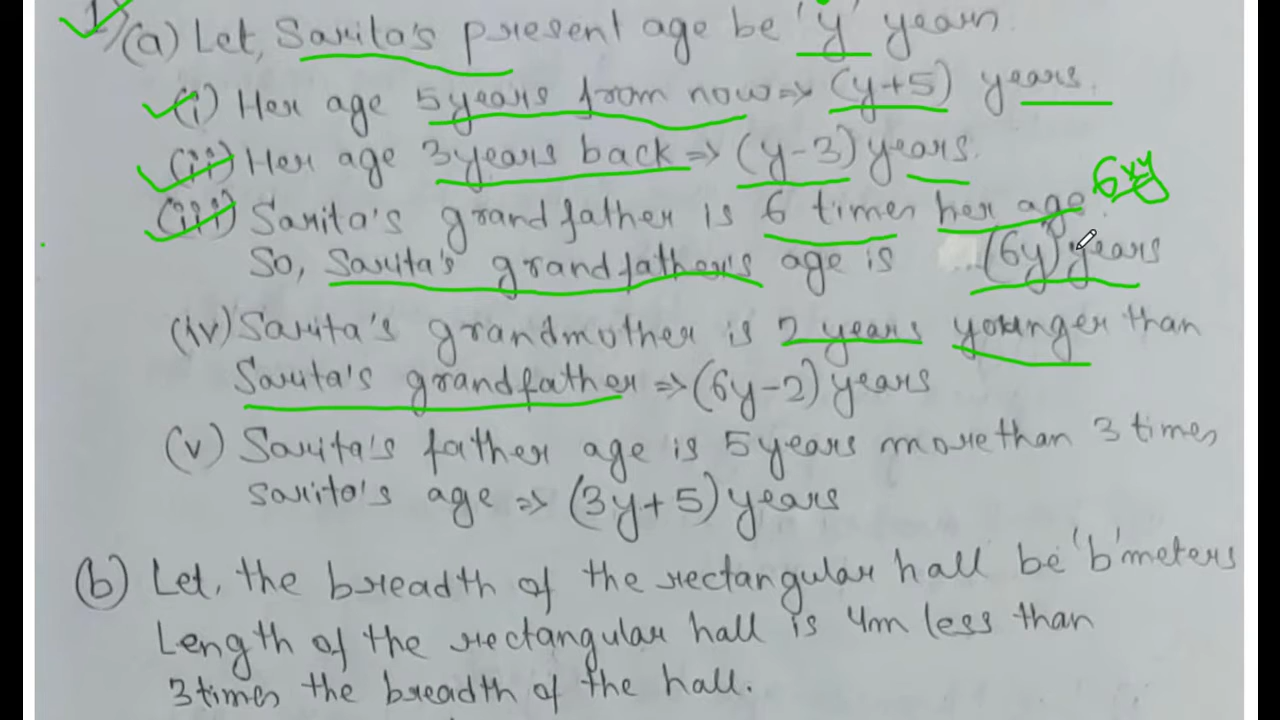 1) (a) Let, Sarita's present age be 'y' years
(i) Her age 5 years from now => (y+5) years.
(ii) Her age 3 years back => (y-3) years.
6xy
(iii) Sarita's grandfather is 6 times her age.
So, Sarita's grandfather's age is (6y) years
(iv) Sarita's grandmother is 2 years younger than
Sarita's grandfather => (6y-2) years
(v) Sarita's father age is 5 years more than 3 times
Sarita's age => (3y+5) years
(b) Let, the breadth of the rectangular hall be 'b' meters
Length of the rectangular hall is 4m less than
3 times the breadth of the hall.